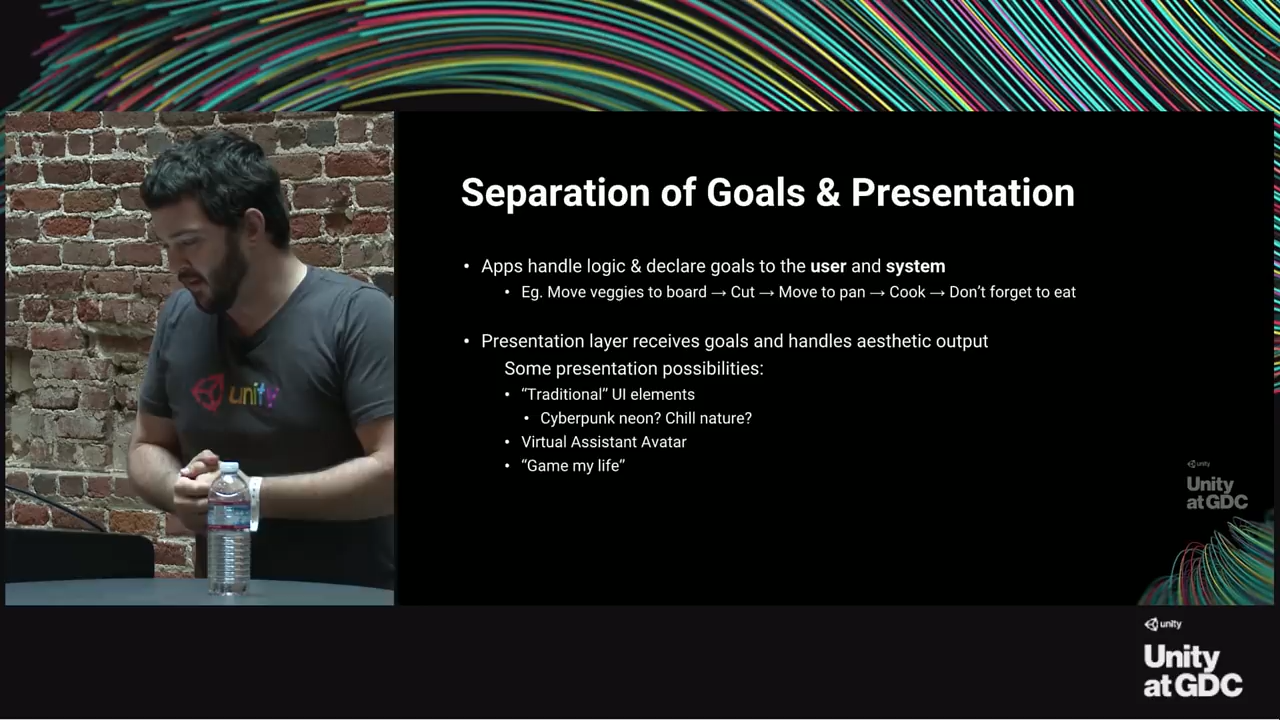 Separation of Goals & Presentation
• Apps handle logic & declare goals to the user and system
• Eg. Move veggies to board → Cut → Move to pan → Cook → Don’t forget to eat
• Presentation layer receives goals and handles aesthetic output
Some presentation possibilities:
• “Traditional” UI elements
• Cyberpunk neon? Chill nature?
• Virtual Assistant Avatar
• “Game my life”
unity
unity
Unity
at GDC
unity
Unity
at GDC